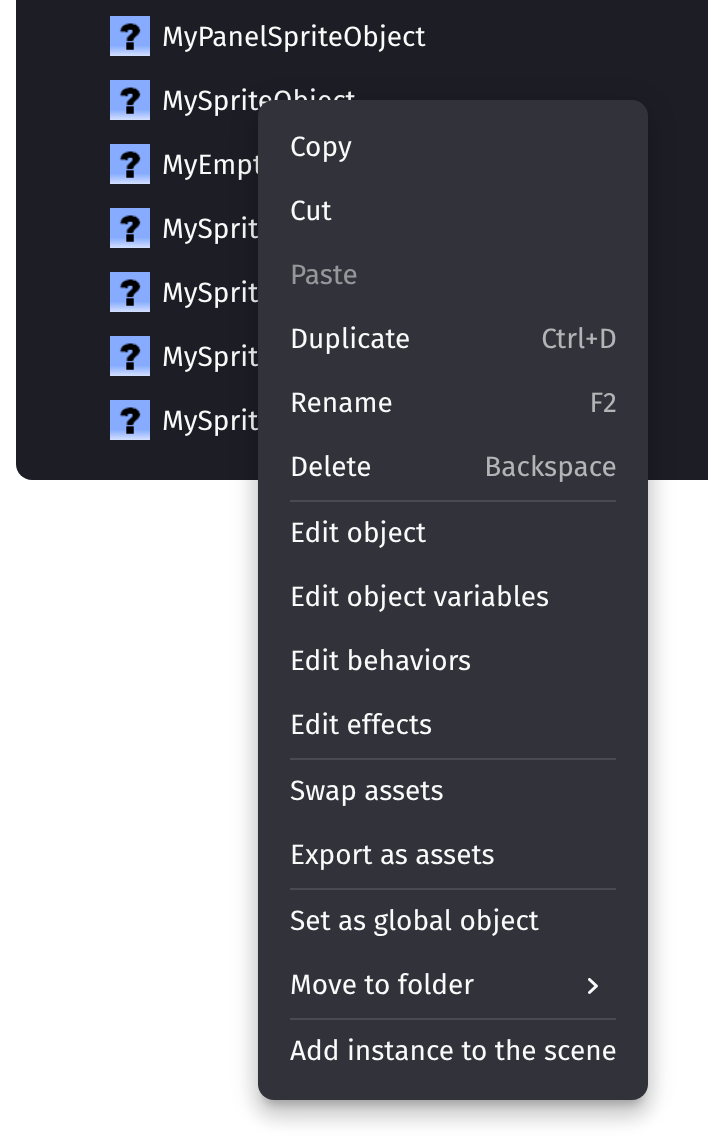 MyPanelSpriteObject
MySpriteObject
MyEmpt
MySprit
MySprit
MySprit
MySprit
Copy
Cut
Paste
Duplicate Ctrl+D
Rename F2
Delete Backspace
Edit object
Edit object variables
Edit behaviors
Edit effects
Swap assets
Export as assets
Set as global object
Move to folder
Add instance to the scene